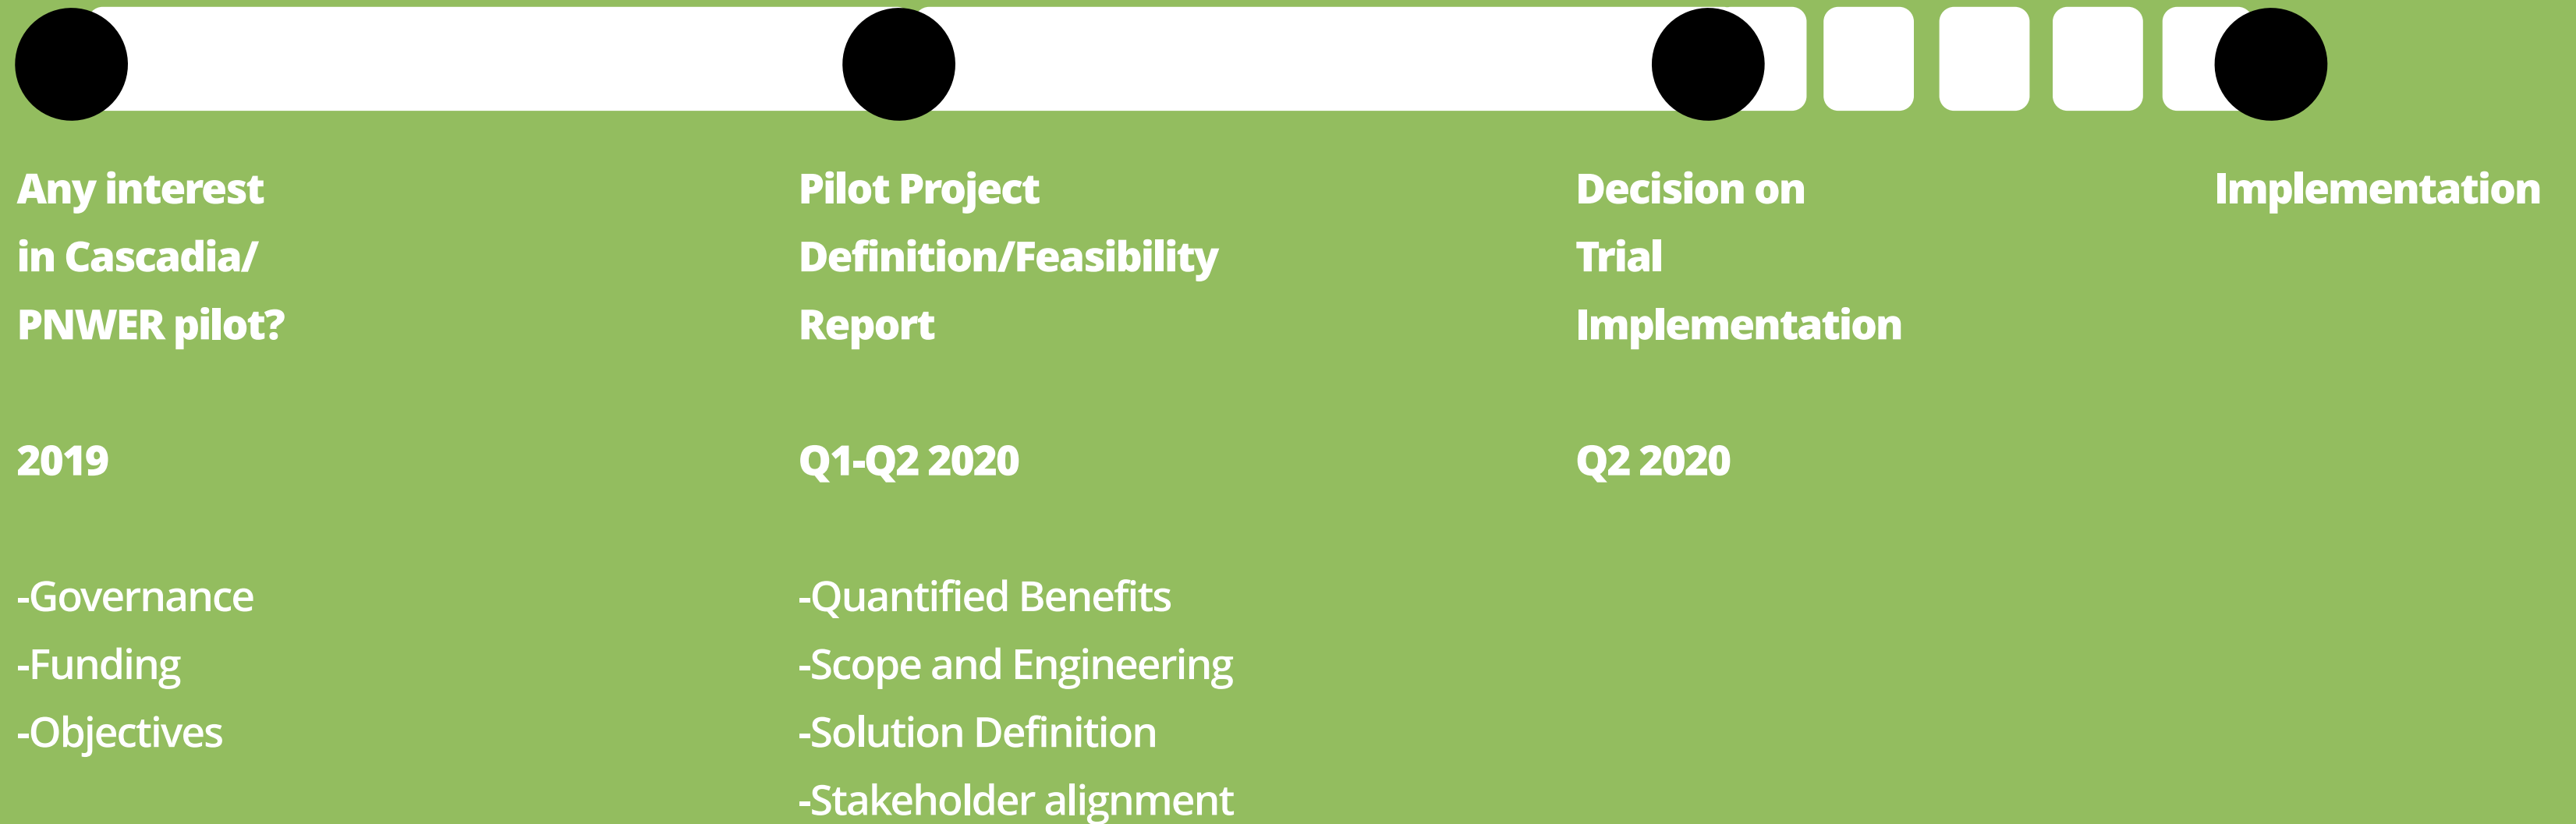 Any interest
in Cascadia/
PNWER pilot?
2019
-Governance
-Funding
-Objectives
Pilot Project
Definition/Feasibility
Report
Q1-Q2 2020
-Quantified Benefits
-Scope and Engineering
-Solution Definition
-Stakeholder alignment
Decision on
Trial
Implementation
Q2 2020
Implementation